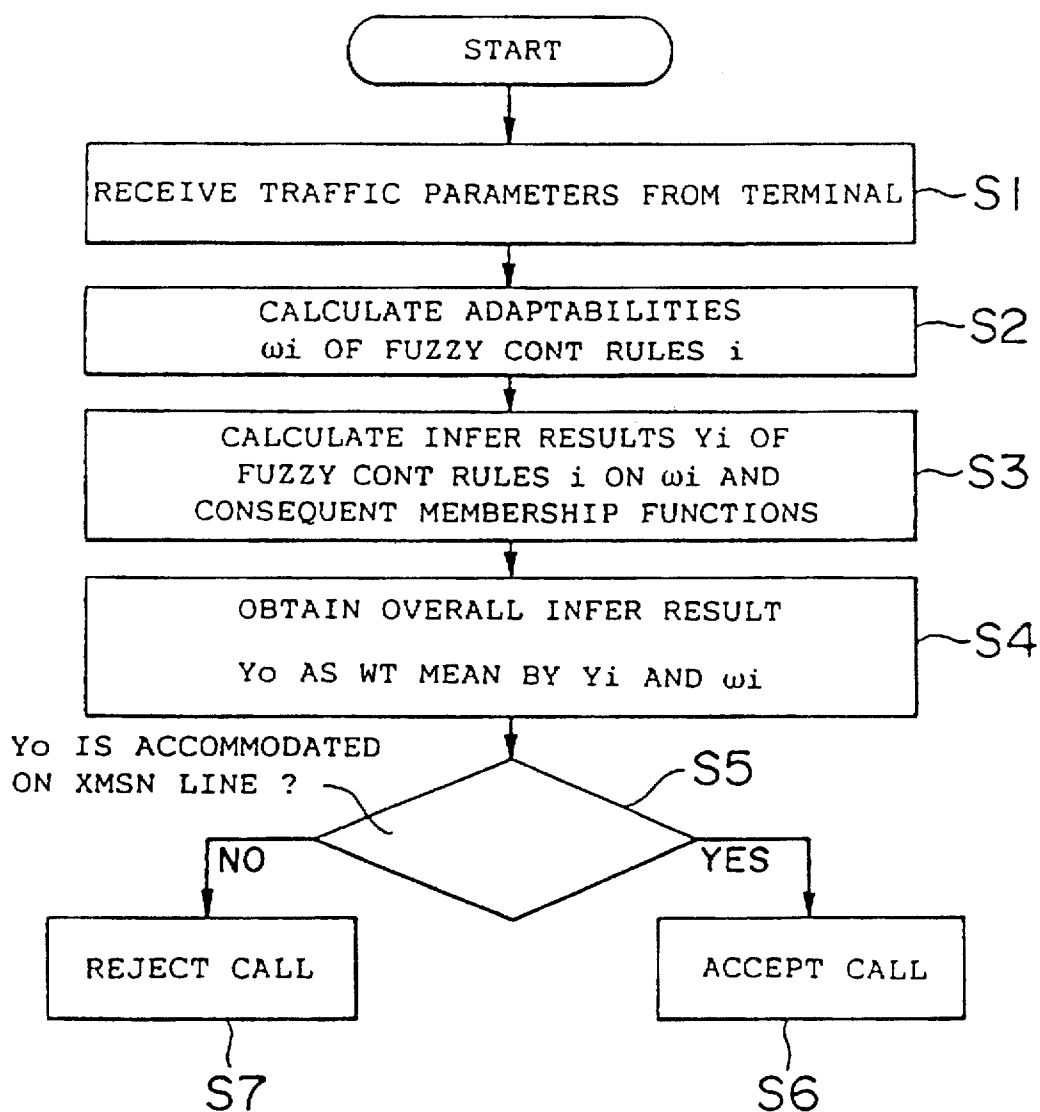 START
RECEIVE TRAFFIC PARAMETERS FROM TERMINAL
S1
CALCULATE ADAPTABILITIES
ωi OF FUZZY CONT RULES i
S2
CALCULATE INFER RESULTS Yi OF
FUZZY CONT RULES i ON ωi AND
CONSEQUENT MEMBERSHIP FUNCTIONS
S3
OBTAIN OVERALL INFER RESULT
Yo AS WT MEAN BY Yi AND ωi
S4
Yo IS ACCOMMODATED
ON XMSN LINE ?
S5
NO
YES
REJECT CALL
ACCEPT CALL
S7
S6